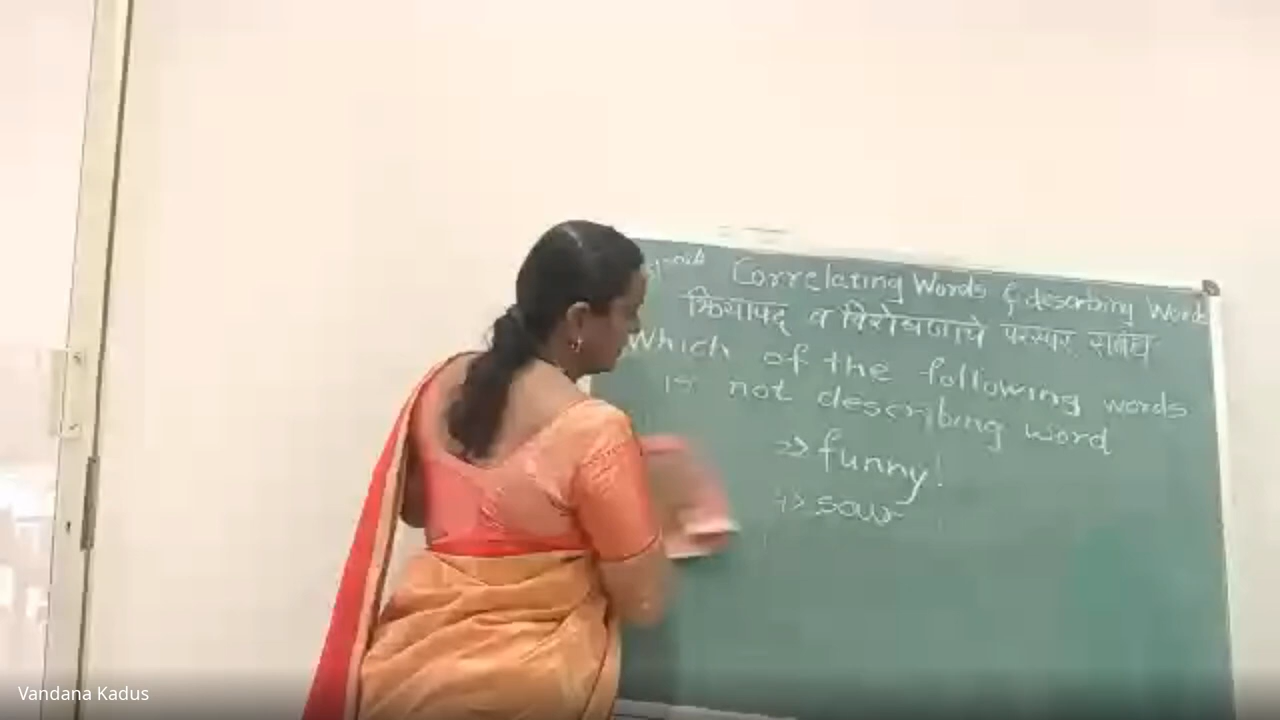 Correlating Words & describing Words
क्रियापद व विशेषणाचे परस्पर संबंध
Which of the following words
is not describing word
>> funny!
>> sour
Vandana Kadus